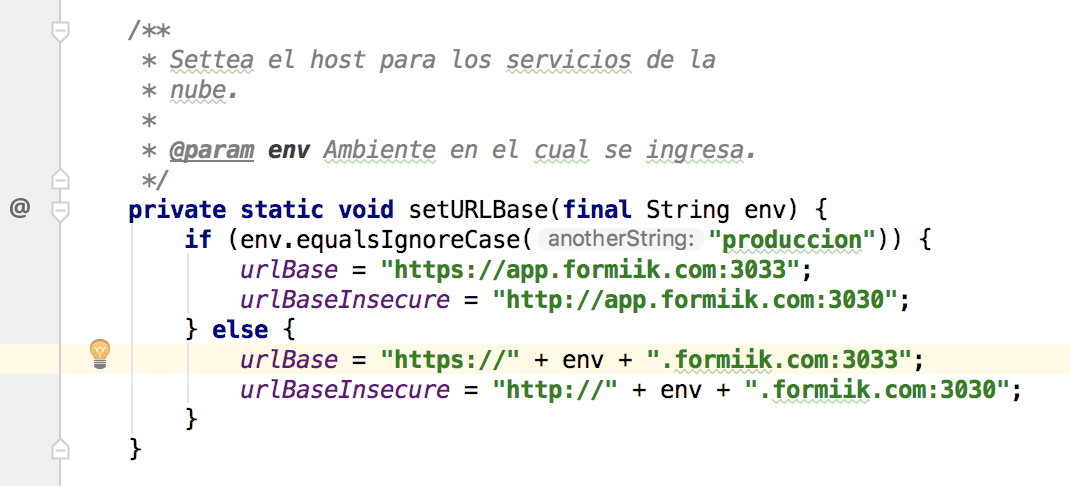 /**
* Settea el host para los servicios de la
* nube.
*
* @param env Ambiente en el cual se ingresa.
*/
@ private static void setURLBase(final String env) {
if (env.equalsIgnoreCase( anotherString: "produccion")) {
urlBase = "https://app.formiik.com:3033";
urlBaseInsecure = "http://app.formiik.com:3030";
} else {
urlBase = "https://" + env + ".formiik.com:3033";
urlBaseInsecure = "http://" + env + ".formiik.com:3030";
}
}